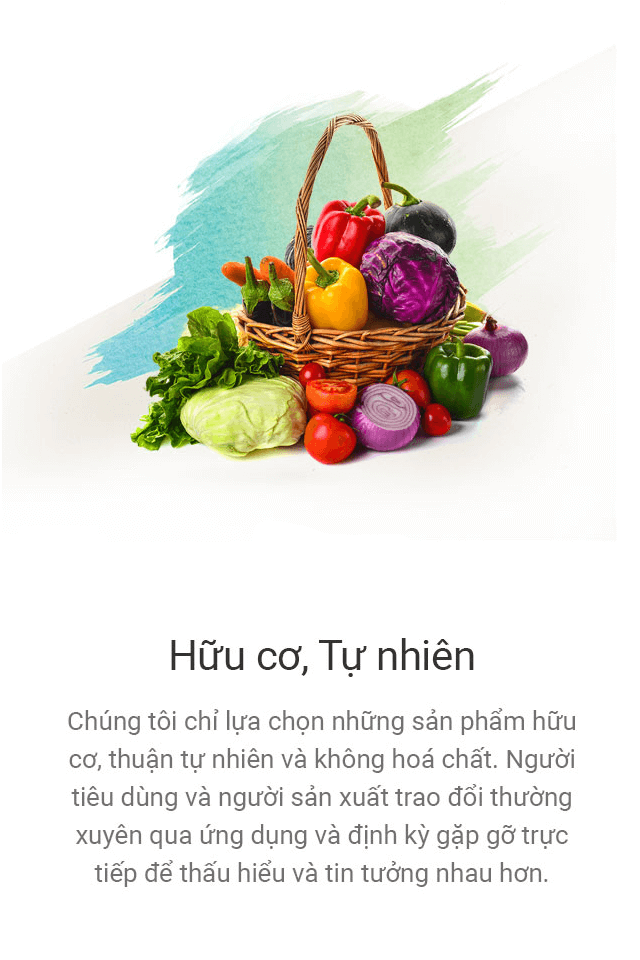 Hữu cơ, Tự nhiên
Chúng tôi chỉ lựa chọn những sản phẩm hữu
cơ, thuận tự nhiên và không hoá chất. Người
tiêu dùng và người sản xuất trao đổi thường
xuyên qua ứng dụng và định kỳ gặp gỡ trực
tiếp để thấu hiểu và tin tưởng nhau hơn.